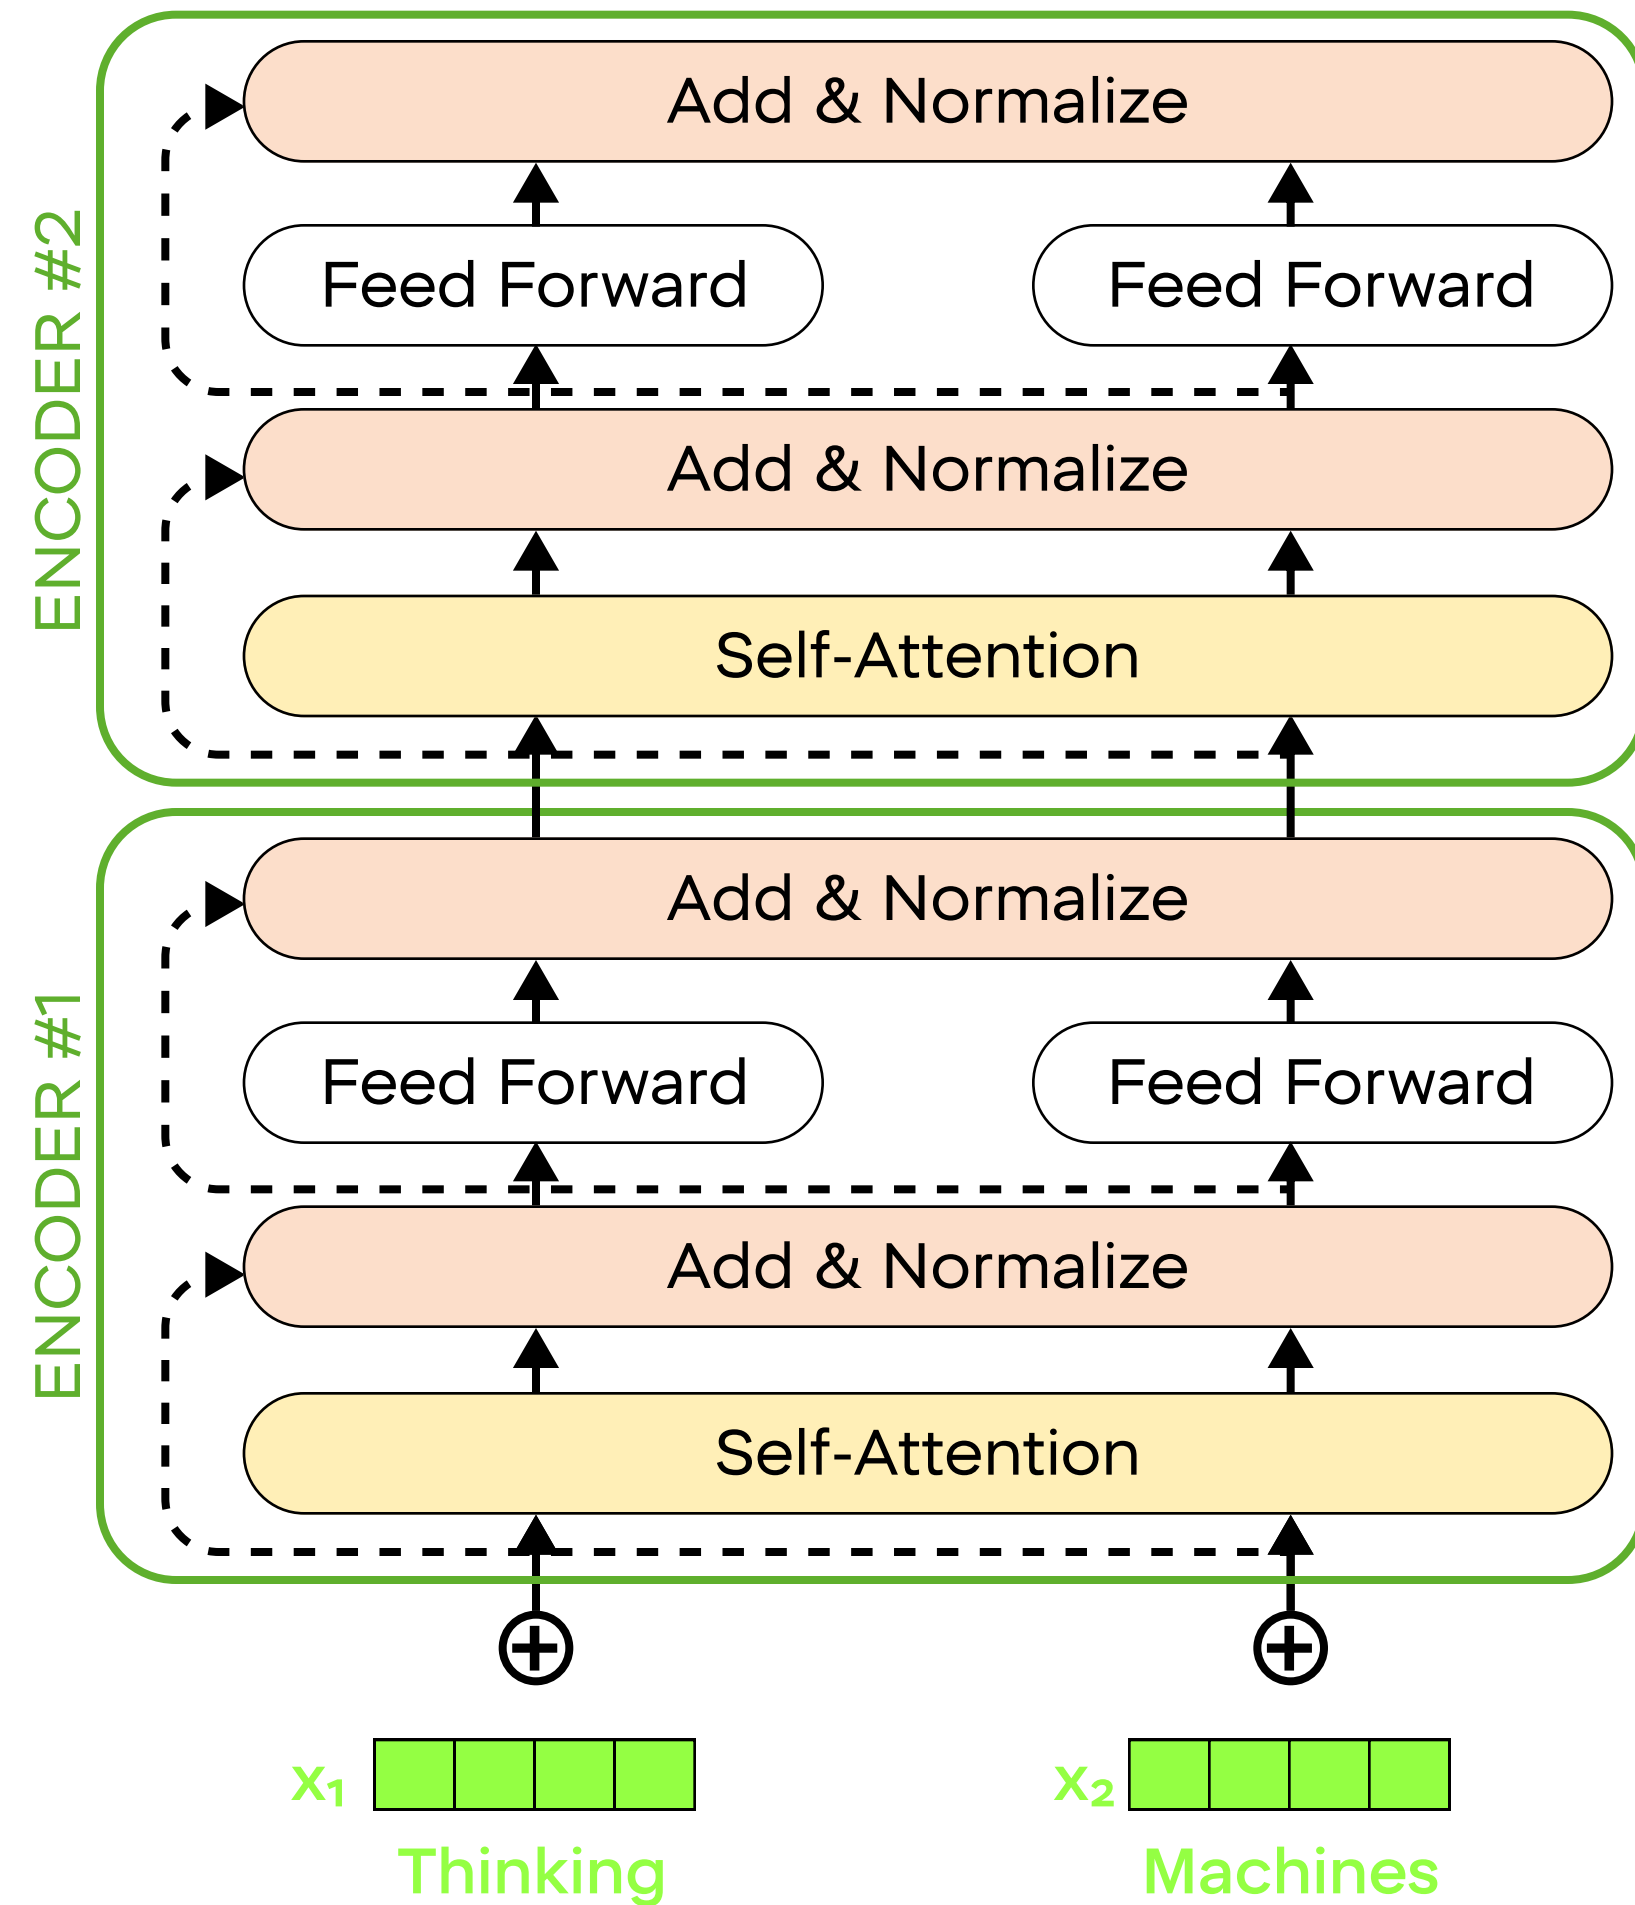 ENCODER #2
Add & Normalize
Feed Forward Feed Forward
Add & Normalize
Self-Attention
ENCODER #1
Add & Normalize
Feed Forward Feed Forward
Add & Normalize
Self-Attention
x₁ x₂
Thinking Machines